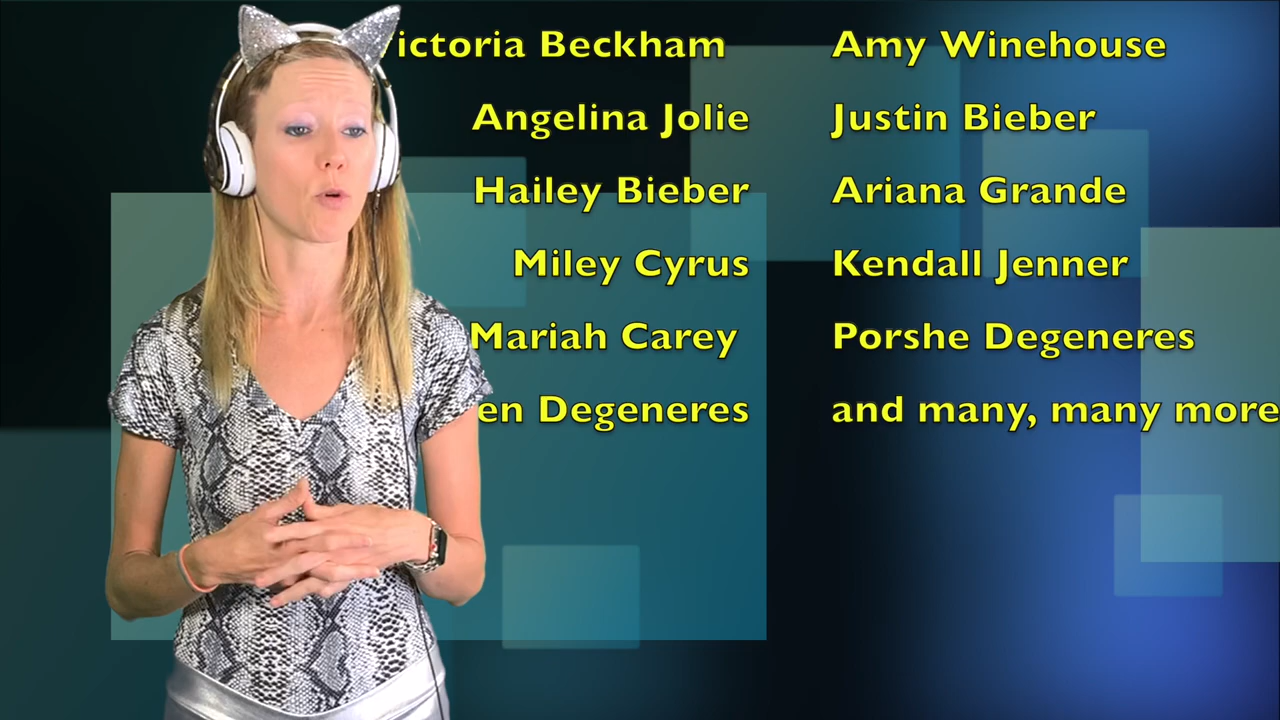 ictoria Beckham
Angelina Jolie
Hailey Bieber
Miley Cyrus
Mariah Carey
en Degeneres
Amy Winehouse
Justin Bieber
Ariana Grande
Kendall Jenner
Porshe Degeneres
and many, many more